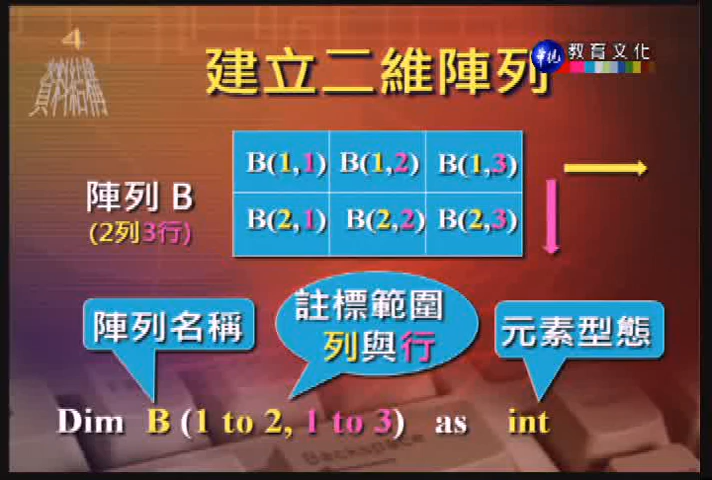 4
資料結構
建立二維陣列
華視 教育文化
B(1,1) B(1,2) B(1,3)
陣列 B
(2列3行)
B(2,1) B(2,2) B(2,3)
陣列名稱
註標範圍
列與行
元素型態
Dim B (1 to 2, 1 to 3) as int
Backspace